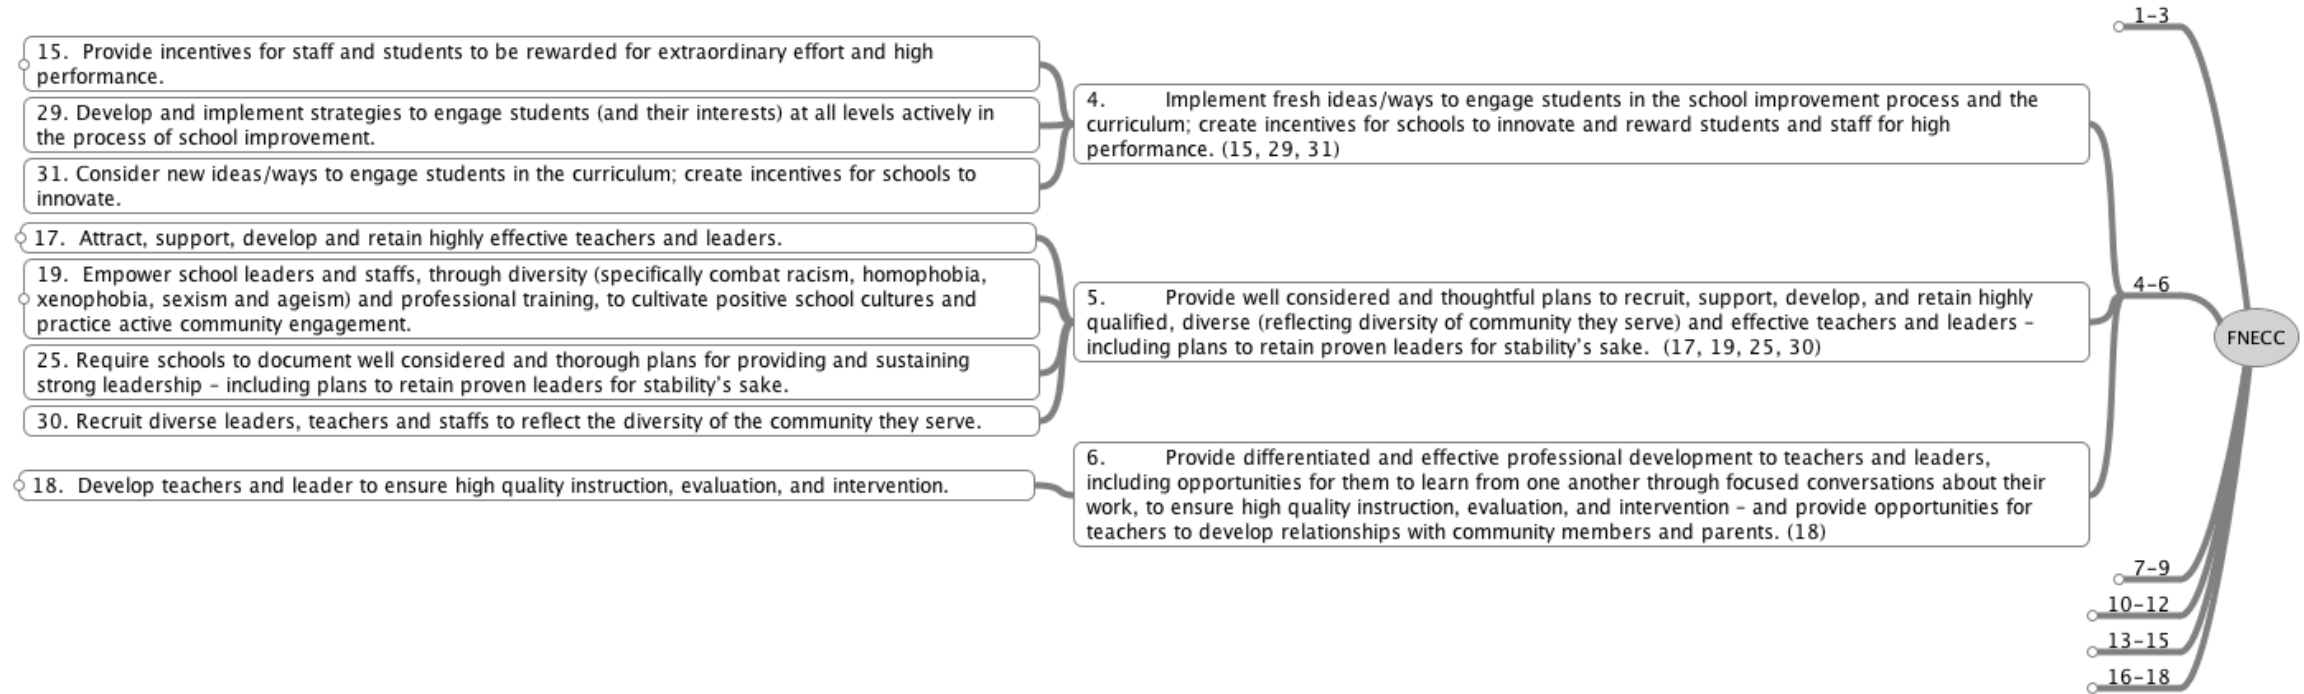 1-3
15.  Provide incentives for staff and students to be rewarded for extraordinary effort and high
performance.
29. Develop and implement strategies to engage students (and their interests) at all levels actively in
the process of school improvement.
31. Consider new ideas/ways to engage students in the curriculum; create incentives for schools to
innovate.
4.        Implement fresh ideas/ways to engage students in the school improvement process and the
curriculum; create incentives for schools to innovate and reward students and staff for high
performance. (15, 29, 31)
17.  Attract, support, develop and retain highly effective teachers and leaders.
19.  Empower school leaders and staffs, through diversity (specifically combat racism, homophobia,
xenophobia, sexism and ageism) and professional training, to cultivate positive school cultures and
practice active community engagement.
25. Require schools to document well considered and thorough plans for providing and sustaining
strong leadership – including plans to retain proven leaders for stability’s sake.
30. Recruit diverse leaders, teachers and staffs to reflect the diversity of the community they serve.
5.        Provide well considered and thoughtful plans to recruit, support, develop, and retain highly
qualified, diverse (reflecting diversity of community they serve) and effective teachers and leaders –
including plans to retain proven leaders for stability’s sake.  (17, 19, 25, 30)
4-6
FNECC
18.  Develop teachers and leader to ensure high quality instruction, evaluation, and intervention.
6.        Provide differentiated and effective professional development to teachers and leaders,
including opportunities for them to learn from one another through focused conversations about their
work, to ensure high quality instruction, evaluation, and intervention – and provide opportunities for
teachers to develop relationships with community members and parents. (18)
7-9
10-12
13-15
16-18